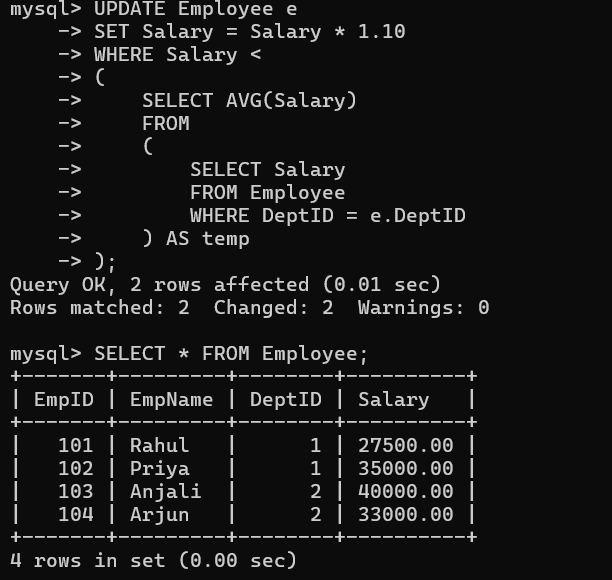 mysql> UPDATE Employee e
    -> SET Salary = Salary * 1.10
    -> WHERE Salary <
    -> (
    ->     SELECT AVG(Salary)
    ->     FROM
    ->     (
    ->         SELECT Salary
    ->         FROM Employee
    ->         WHERE DeptID = e.DeptID
    ->     ) AS temp
    -> );
Query OK, 2 rows affected (0.01 sec)
Rows matched: 2  Changed: 2  Warnings: 0

mysql> SELECT * FROM Employee;
+-------+---------+--------+----------+
| EmpID | EmpName | DeptID | Salary   |
+-------+---------+--------+----------+
|   101 | Rahul   |      1 | 27500.00 |
|   102 | Priya   |      1 | 35000.00 |
|   103 | Anjali  |      2 | 40000.00 |
|   104 | Arjun   |      2 | 33000.00 |
+-------+---------+--------+----------+
4 rows in set (0.00 sec)